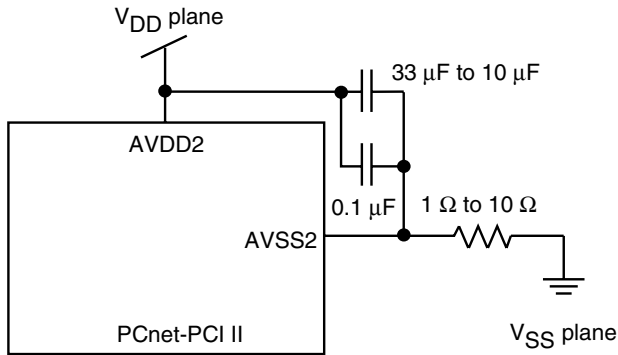 VDD plane
33 µF to 10 µF
AVDD2
0.1 µF
1 Ω to 10 Ω
AVSS2
PCnet-PCI II
VSS plane